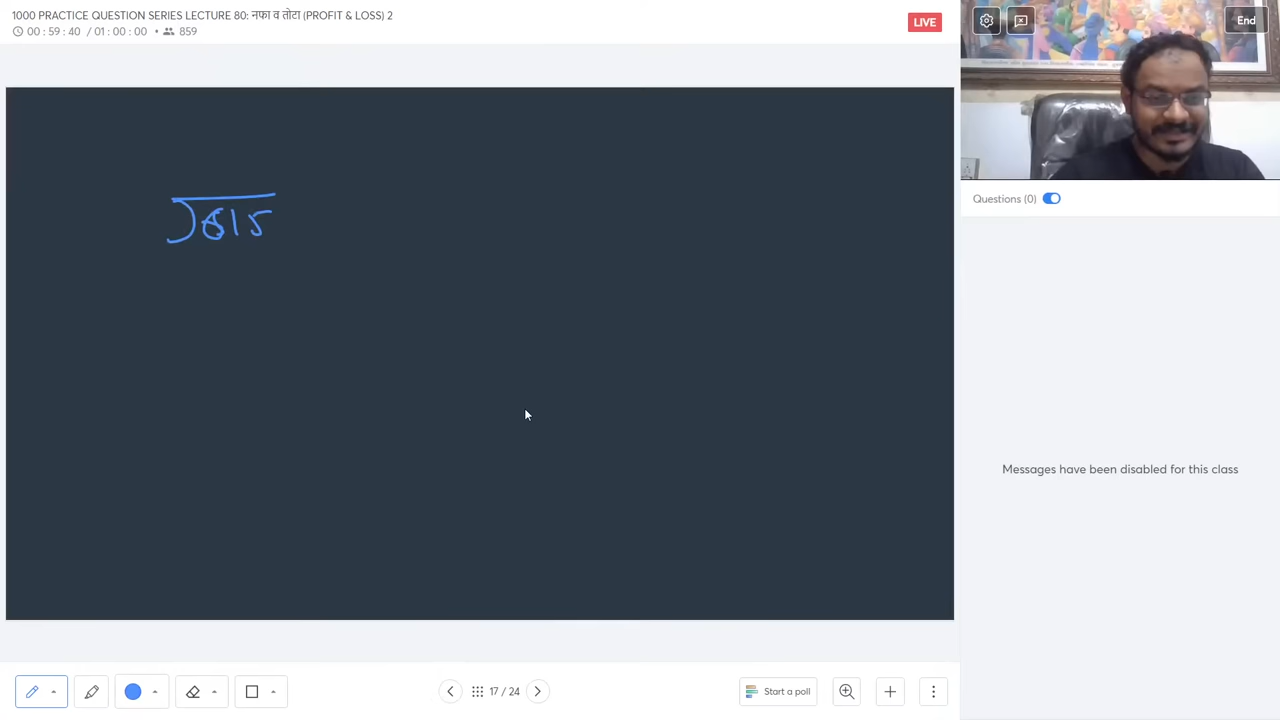 1000 PRACTICE QUESTION SERIES LECTURE 80: नफा व तोटा (PROFIT & LOSS) 2
00 : 59 : 40 / 01 : 00 : 00 • 859
LIVE
End
Questions (0)
615
Messages have been disabled for this class
17 / 24
Start a poll